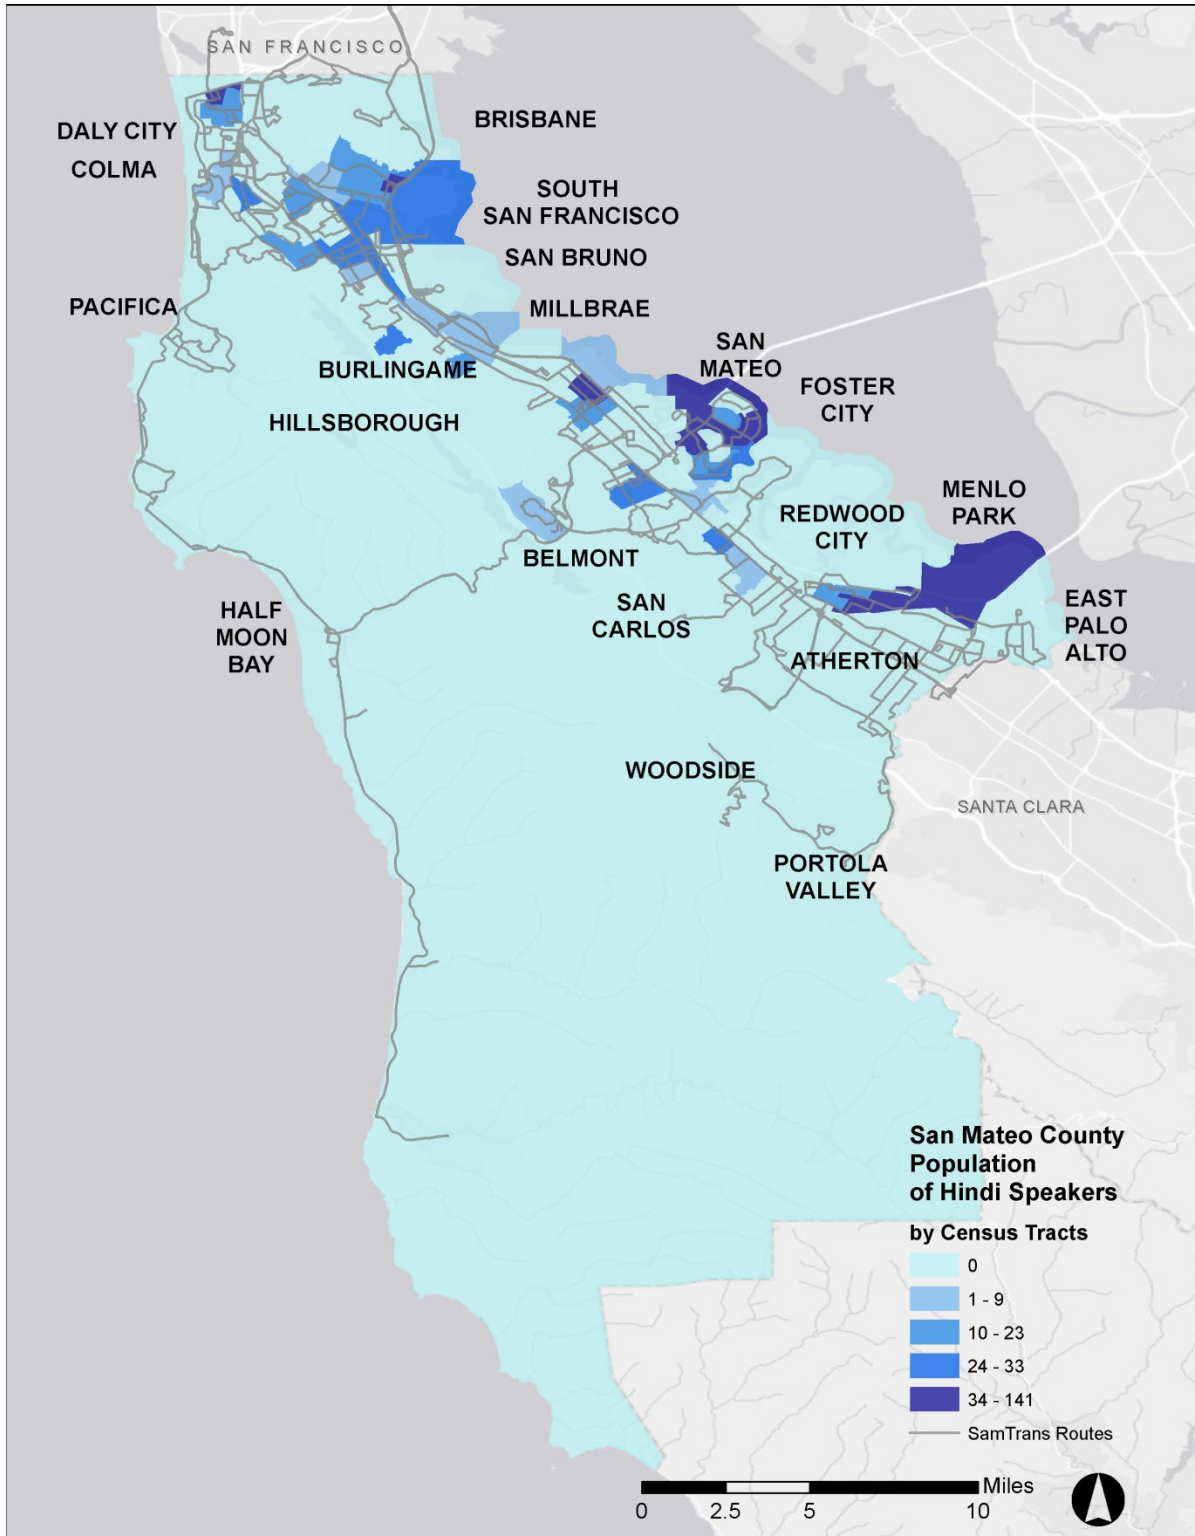 SAN FRANCISCO
BRISBANE
DALY CITY
COLMA
SOUTH
SAN FRANCISCO
SAN BRUNO
PACIFICA
MILLBRAE
SAN
MATEO
BURLINGAME
FOSTER
CITY
HILLSBOROUGH
MENLO
PARK
REDWOOD
CITY
BELMONT
HALF
MOON
BAY
SAN
CARLOS
EAST
PALO
ALTO
ATHERTON
WOODSIDE
SANTA CLARA
PORTOLA
VALLEY
San Mateo County
Population
of Hindi Speakers
by Census Tracts
0
1 - 9
10 - 23
24 - 33
34 - 141
SamTrans Routes
Miles
0 2.5 5 10